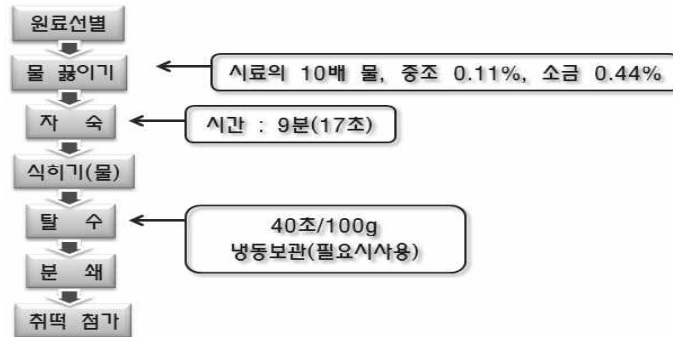 원료선별
물 끓이기
시료의 10배 물, 중조 0.11%, 소금 0.44%
자 숙
시간 : 9분(17초)
식히기(물)
탈 수
40초/100g
냉동보관(필요시사용)
분 쇄
취떡 첨가